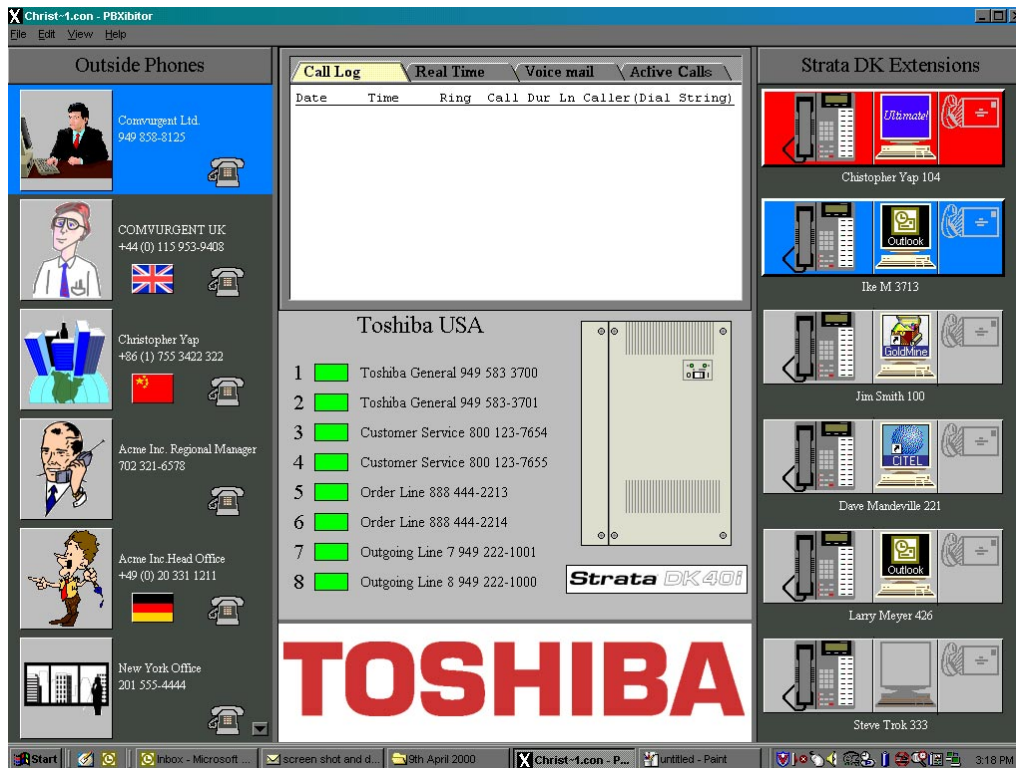 Christ~1.con - PBXibitor
File Edit View Help
Outside Phones
Comvurgent Ltd.
949 858-8125
COMVURGENT UK
+44 (0) 115 953-9408
Christopher Yap
+86 (1) 755 3422 322
Acme Inc. Regional Manager
702 321-6578
Acme Inc.Head Office
+49 (0) 20 331 1211
New York Office
201 555-4444
Call Log Real Time Voice mail Active Calls
Date Time Ring Call Dur Ln Caller(Dial String)
Toshiba USA
1 Toshiba General 949 583 3700
2 Toshiba General 949 583-3701
3 Customer Service 800 123-7654
4 Customer Service 800 123-7655
5 Order Line 888 444-2213
6 Order Line 888 444-2214
7 Outgoing Line 7 949 222-1001
8 Outgoing Line 8 949 222-1000
Strata DK40i
TOSHIBA
Strata DK Extensions
Ultimate!
Chistopher Yap 104
Outlook
Ike M 3713
GoldMine
Jim Smith 100
CITEL
Dave Mandeville 221
Outlook
Larry Meyer 426
Steve Trok 333
Start Inbox - Microsoft ... screen shot and d... 9th April 2000 Christ~1.con - P... untitled - Paint 3:18 PM